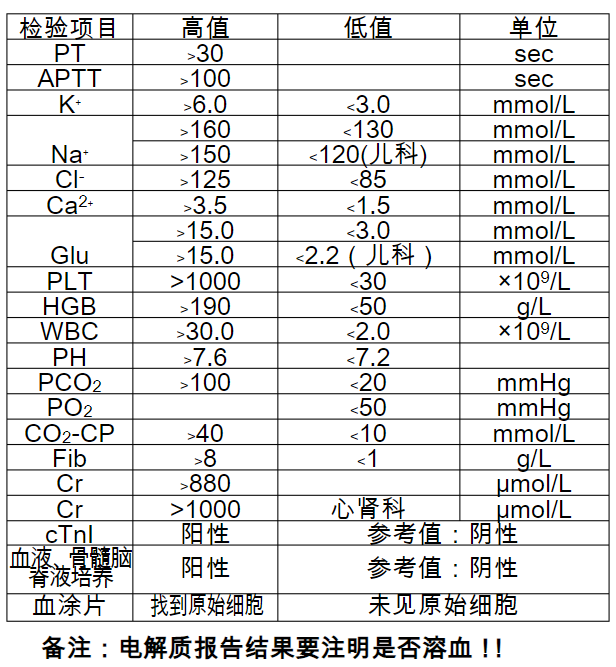 检验项目 高值 低值 单位
PT >30 sec
APTT >100 sec
K+ >6.0 <3.0 mmol/L
>160 <130 mmol/L
Na+ >150 <120(儿科) mmol/L
Cl- >125 <85 mmol/L
Ca2+ >3.5 <1.5 mmol/L
>15.0 <3.0 mmol/L
Glu >15.0 <2.2（儿科） mmol/L
PLT >1000 <30 ×10⁹/L
HGB >190 <50 g/L
WBC >30.0 <2.0 ×10⁹/L
PH >7.6 <7.2
PCO₂ >100 <20 mmHg
PO₂ <50 mmHg
CO₂-CP >40 <10 mmol/L
Fib >8 <1 g/L
Cr >880 μmol/L
Cr >1000 心肾科 μmol/L
cTnI 阳性 参考值：阴性
血液、骨髓脑
脊液培养 阳性 参考值：阴性
血涂片 找到原始细胞 未见原始细胞
备注：电解质报告结果要注明是否溶血！！